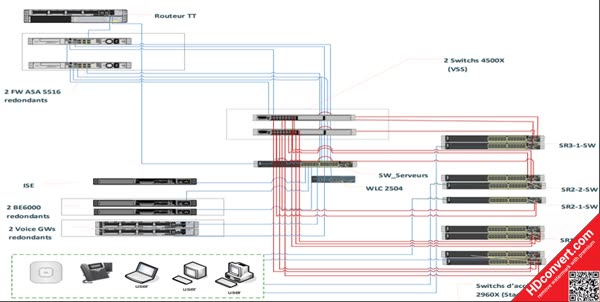 Routeur TT
2 Switchs 4500X
(VSS)
2 FW ASA 5516
redondants
SR3-1-SW
SW_Serveurs
ISE
WLC 2504
SR2-2-SW
2 BE6000
redondants
SR2-1-SW
2 Voice GWs
redondants
user
user
user
Switchs d'acc
2960X (Sta
HDconvert.com